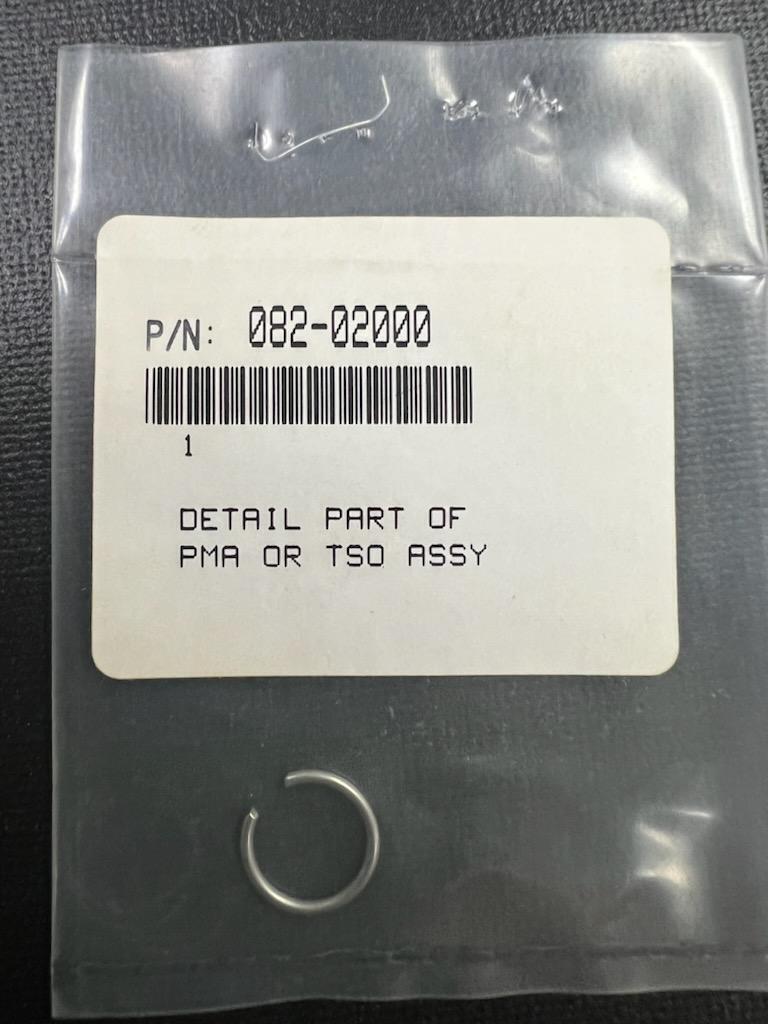 P/N: 082-02000
1
DETAIL PART OF
PMA OR TSO ASSY